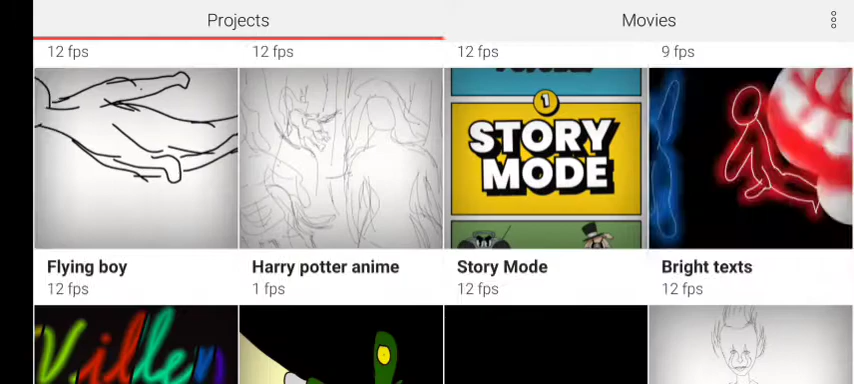 Projects
Movies
12 fps
12 fps
12 fps
9 fps
1
STORY
MODE
Flying boy
Harry potter anime
Story Mode
Bright texts
12 fps
1 fps
12 fps
12 fps
Villen